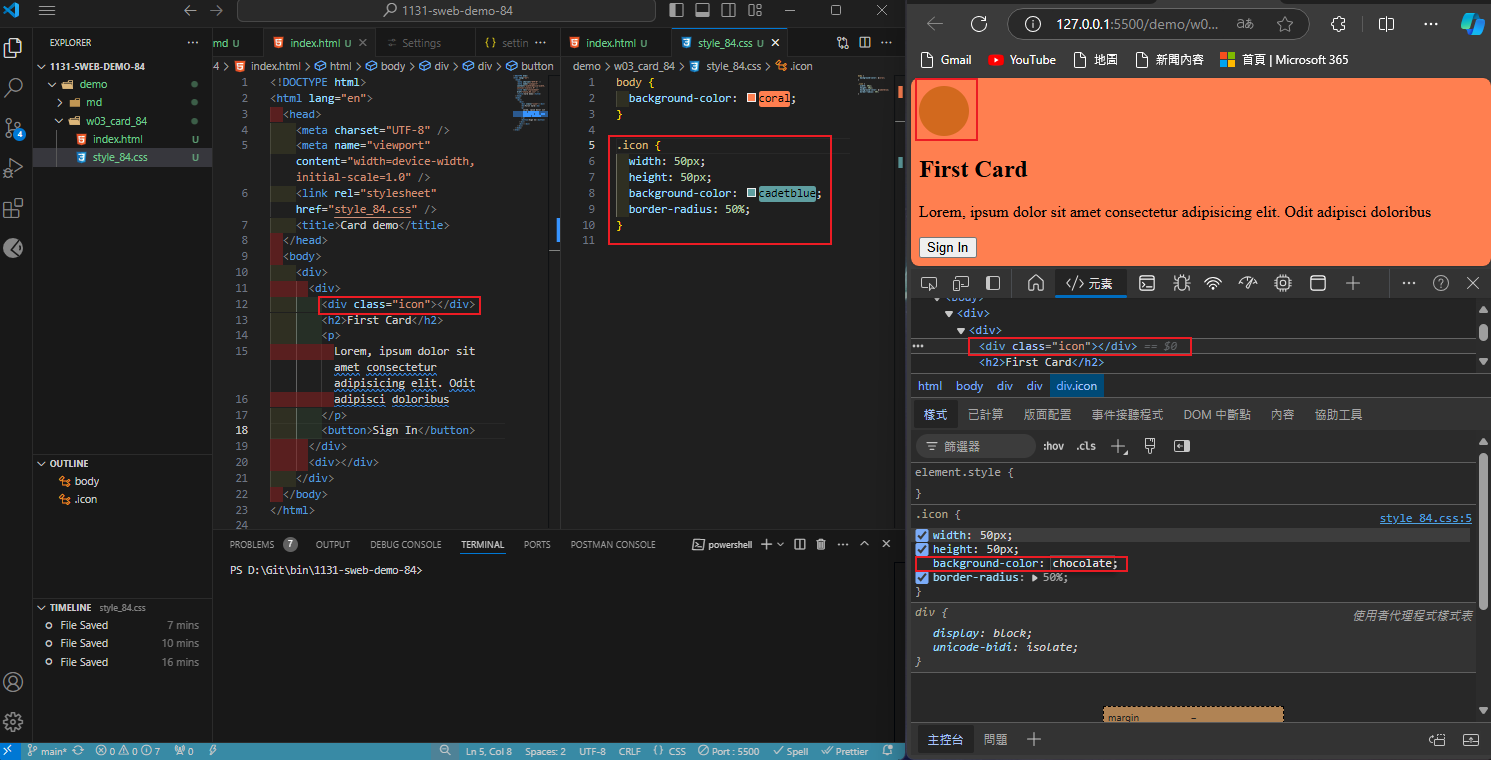 1131-sweb-demo-84
EXPLORER
1131-SWEB-DEMO-84
demo
md
w03_card_84
index.html U
style_84.css U
OUTLINE
body
.icon
TIMELINE style_84.css
File Saved 7 mins
File Saved 10 mins
File Saved 16 mins
md U
index.html U
Settings
settin
4 > index.html > html > body > div > div > button
1 <!DOCTYPE html>
2 <html lang="en">
3 <head>
4 <meta charset="UTF-8" />
5 <meta name="viewport"
content="width=device-width,
initial-scale=1.0" />
6 <link rel="stylesheet"
href="style_84.css" />
7 <title>Card demo</title>
8 </head>
9 <body>
10 <div>
11 <div>
12 <div class="icon"></div>
13 <h2>First Card</h2>
14 <p>
15 Lorem, ipsum dolor sit
amet consectetur
adipisicing elit. Odit
16 adipisci doloribus
17 </p>
18 <button>Sign In</button>
19 </div>
20 <div></div>
21 </div>
22 </body>
23 </html>
24
index.html U
style_84.css U
demo > w03_card_84 > style_84.css > .icon
1 body {
2 background-color: coral;
3 }
4
5 .icon {
6 width: 50px;
7 height: 50px;
8 background-color: cadetblue;
9 border-radius: 50%;
10 }
11
PROBLEMS 7 OUTPUT DEBUG CONSOLE TERMINAL PORTS POSTMAN CONSOLE powershell
PS D:\Git\bin\1131-sweb-demo-84>
4
main* 0 0 7 0 Ln 5, Col 8 Spaces: 2 UTF-8 CRLF {} CSS Port : 5500 Spell Prettier
127.0.0.1:5500/demo/w0... aあ
Gmail YouTube 地圖 新聞內容 首頁 | Microsoft 365
First Card
Lorem, ipsum dolor sit amet consectetur adipisicing elit. Odit adipisci doloribus
Sign In
</> 元素
<body>
<div>
<div>
<div class="icon"></div> == $0
<h2>First Card</h2>
html body div div div.icon
樣式 已計算 版面配置 事件接聽程式 DOM 中斷點 內容 協助工具
篩選器 :hov .cls
element.style {
}
.icon { style_84.css:5
width: 50px;
height: 50px;
background-color: chocolate;
border-radius: 50%;
}
div { 使用者代理程式樣式表
display: block;
unicode-bidi: isolate;
}
margin –
主控台 問題